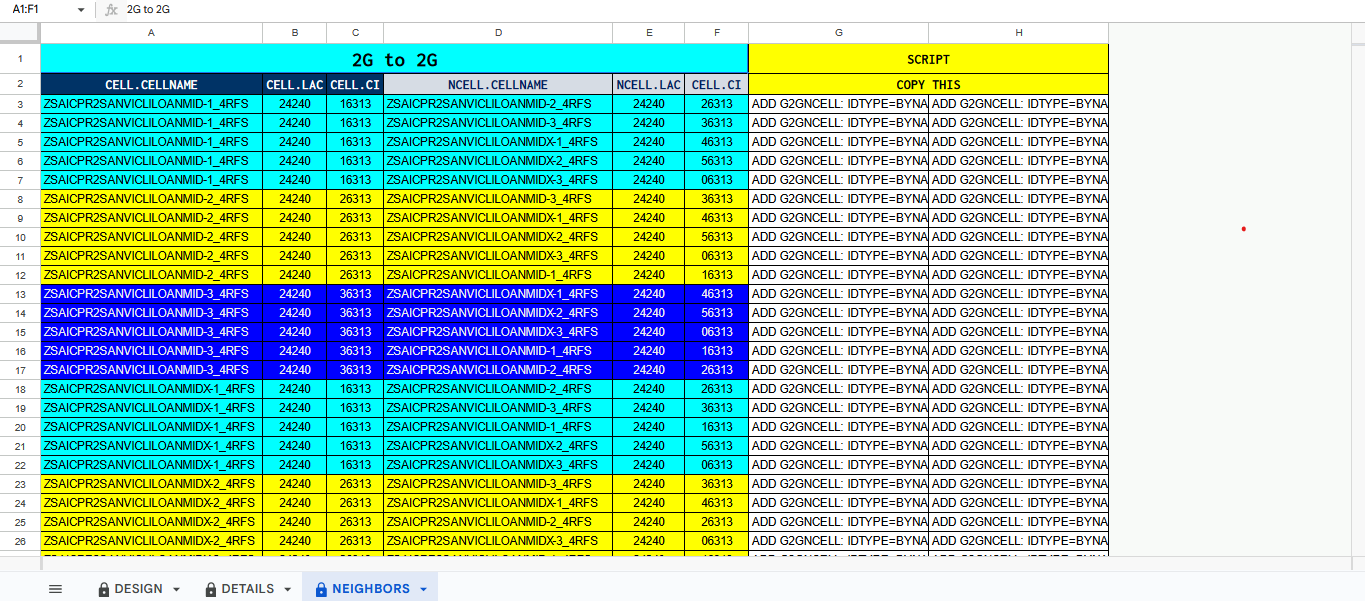 A1:F1 fx 2G to 2G
A B C D E F G H
1 2G to 2G SCRIPT
2 CELL.CELLNAME CELL.LAC CELL.CI NCELL.CELLNAME NCELL.LAC CELL.CI COPY THIS
3 ZSAICPR2SANVICLILOANMID-1_4RFS 24240 16313 ZSAICPR2SANVICLILOANMID-2_4RFS 24240 26313 ADD G2GNCELL: IDTYPE=BYNA ADD G2GNCELL: IDTYPE=BYNA
4 ZSAICPR2SANVICLILOANMID-1_4RFS 24240 16313 ZSAICPR2SANVICLILOANMID-3_4RFS 24240 36313 ADD G2GNCELL: IDTYPE=BYNA ADD G2GNCELL: IDTYPE=BYNA
5 ZSAICPR2SANVICLILOANMID-1_4RFS 24240 16313 ZSAICPR2SANVICLILOANMIDX-1_4RFS 24240 46313 ADD G2GNCELL: IDTYPE=BYNA ADD G2GNCELL: IDTYPE=BYNA
6 ZSAICPR2SANVICLILOANMID-1_4RFS 24240 16313 ZSAICPR2SANVICLILOANMIDX-2_4RFS 24240 56313 ADD G2GNCELL: IDTYPE=BYNA ADD G2GNCELL: IDTYPE=BYNA
7 ZSAICPR2SANVICLILOANMID-1_4RFS 24240 16313 ZSAICPR2SANVICLILOANMIDX-3_4RFS 24240 06313 ADD G2GNCELL: IDTYPE=BYNA ADD G2GNCELL: IDTYPE=BYNA
8 ZSAICPR2SANVICLILOANMID-2_4RFS 24240 26313 ZSAICPR2SANVICLILOANMID-3_4RFS 24240 36313 ADD G2GNCELL: IDTYPE=BYNA ADD G2GNCELL: IDTYPE=BYNA
9 ZSAICPR2SANVICLILOANMID-2_4RFS 24240 26313 ZSAICPR2SANVICLILOANMIDX-1_4RFS 24240 46313 ADD G2GNCELL: IDTYPE=BYNA ADD G2GNCELL: IDTYPE=BYNA
10 ZSAICPR2SANVICLILOANMID-2_4RFS 24240 26313 ZSAICPR2SANVICLILOANMIDX-2_4RFS 24240 56313 ADD G2GNCELL: IDTYPE=BYNA ADD G2GNCELL: IDTYPE=BYNA
11 ZSAICPR2SANVICLILOANMID-2_4RFS 24240 26313 ZSAICPR2SANVICLILOANMIDX-3_4RFS 24240 06313 ADD G2GNCELL: IDTYPE=BYNA ADD G2GNCELL: IDTYPE=BYNA
12 ZSAICPR2SANVICLILOANMID-2_4RFS 24240 26313 ZSAICPR2SANVICLILOANMID-1_4RFS 24240 16313 ADD G2GNCELL: IDTYPE=BYNA ADD G2GNCELL: IDTYPE=BYNA
13 ZSAICPR2SANVICLILOANMID-3_4RFS 24240 36313 ZSAICPR2SANVICLILOANMIDX-1_4RFS 24240 46313 ADD G2GNCELL: IDTYPE=BYNA ADD G2GNCELL: IDTYPE=BYNA
14 ZSAICPR2SANVICLILOANMID-3_4RFS 24240 36313 ZSAICPR2SANVICLILOANMIDX-2_4RFS 24240 56313 ADD G2GNCELL: IDTYPE=BYNA ADD G2GNCELL: IDTYPE=BYNA
15 ZSAICPR2SANVICLILOANMID-3_4RFS 24240 36313 ZSAICPR2SANVICLILOANMIDX-3_4RFS 24240 06313 ADD G2GNCELL: IDTYPE=BYNA ADD G2GNCELL: IDTYPE=BYNA
16 ZSAICPR2SANVICLILOANMID-3_4RFS 24240 36313 ZSAICPR2SANVICLILOANMID-1_4RFS 24240 16313 ADD G2GNCELL: IDTYPE=BYNA ADD G2GNCELL: IDTYPE=BYNA
17 ZSAICPR2SANVICLILOANMID-3_4RFS 24240 36313 ZSAICPR2SANVICLILOANMID-2_4RFS 24240 26313 ADD G2GNCELL: IDTYPE=BYNA ADD G2GNCELL: IDTYPE=BYNA
18 ZSAICPR2SANVICLILOANMIDX-1_4RFS 24240 16313 ZSAICPR2SANVICLILOANMID-2_4RFS 24240 26313 ADD G2GNCELL: IDTYPE=BYNA ADD G2GNCELL: IDTYPE=BYNA
19 ZSAICPR2SANVICLILOANMIDX-1_4RFS 24240 16313 ZSAICPR2SANVICLILOANMID-3_4RFS 24240 36313 ADD G2GNCELL: IDTYPE=BYNA ADD G2GNCELL: IDTYPE=BYNA
20 ZSAICPR2SANVICLILOANMIDX-1_4RFS 24240 16313 ZSAICPR2SANVICLILOANMID-1_4RFS 24240 16313 ADD G2GNCELL: IDTYPE=BYNA ADD G2GNCELL: IDTYPE=BYNA
21 ZSAICPR2SANVICLILOANMIDX-1_4RFS 24240 16313 ZSAICPR2SANVICLILOANMIDX-2_4RFS 24240 56313 ADD G2GNCELL: IDTYPE=BYNA ADD G2GNCELL: IDTYPE=BYNA
22 ZSAICPR2SANVICLILOANMIDX-1_4RFS 24240 16313 ZSAICPR2SANVICLILOANMIDX-3_4RFS 24240 06313 ADD G2GNCELL: IDTYPE=BYNA ADD G2GNCELL: IDTYPE=BYNA
23 ZSAICPR2SANVICLILOANMIDX-2_4RFS 24240 26313 ZSAICPR2SANVICLILOANMID-3_4RFS 24240 36313 ADD G2GNCELL: IDTYPE=BYNA ADD G2GNCELL: IDTYPE=BYNA
24 ZSAICPR2SANVICLILOANMIDX-2_4RFS 24240 26313 ZSAICPR2SANVICLILOANMIDX-1_4RFS 24240 46313 ADD G2GNCELL: IDTYPE=BYNA ADD G2GNCELL: IDTYPE=BYNA
25 ZSAICPR2SANVICLILOANMIDX-2_4RFS 24240 26313 ZSAICPR2SANVICLILOANMID-2_4RFS 24240 26313 ADD G2GNCELL: IDTYPE=BYNA ADD G2GNCELL: IDTYPE=BYNA
26 ZSAICPR2SANVICLILOANMIDX-2_4RFS 24240 26313 ZSAICPR2SANVICLILOANMIDX-3_4RFS 24240 06313 ADD G2GNCELL: IDTYPE=BYNA ADD G2GNCELL: IDTYPE=BYNA
DESIGN DETAILS NEIGHBORS